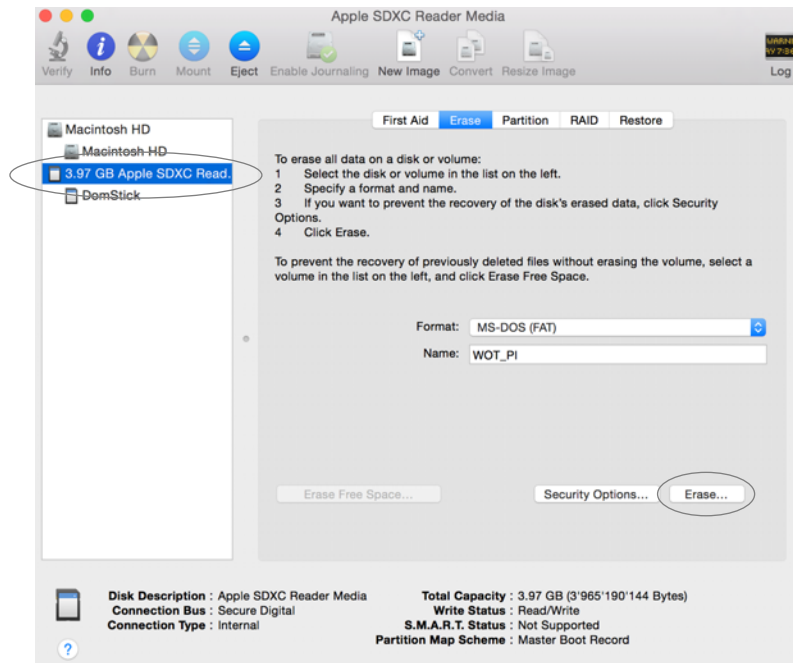 Apple SDXC Reader Media
Verify Info Burn Mount Eject Enable Journaling New Image Convert Resize Image Log
First Aid Erase Partition RAID Restore
Macintosh HD
Macintosh HD
3.97 GB Apple SDXC Read.
DomStick
To erase all data on a disk or volume:
1 Select the disk or volume in the list on the left.
2 Specify a format and name.
3 If you want to prevent the recovery of the disk's erased data, click Security
Options.
4 Click Erase.
To prevent the recovery of previously deleted files without erasing the volume, select a
volume in the list on the left, and click Erase Free Space.
Format: MS-DOS (FAT)
Name: WOT_PI
Erase Free Space... Security Options... Erase...
Disk Description : Apple SDXC Reader Media
Connection Bus : Secure Digital
Connection Type : Internal
Total Capacity : 3.97 GB (3'965'190'144 Bytes)
Write Status : Read/Write
S.M.A.R.T. Status : Not Supported
Partition Map Scheme : Master Boot Record
?